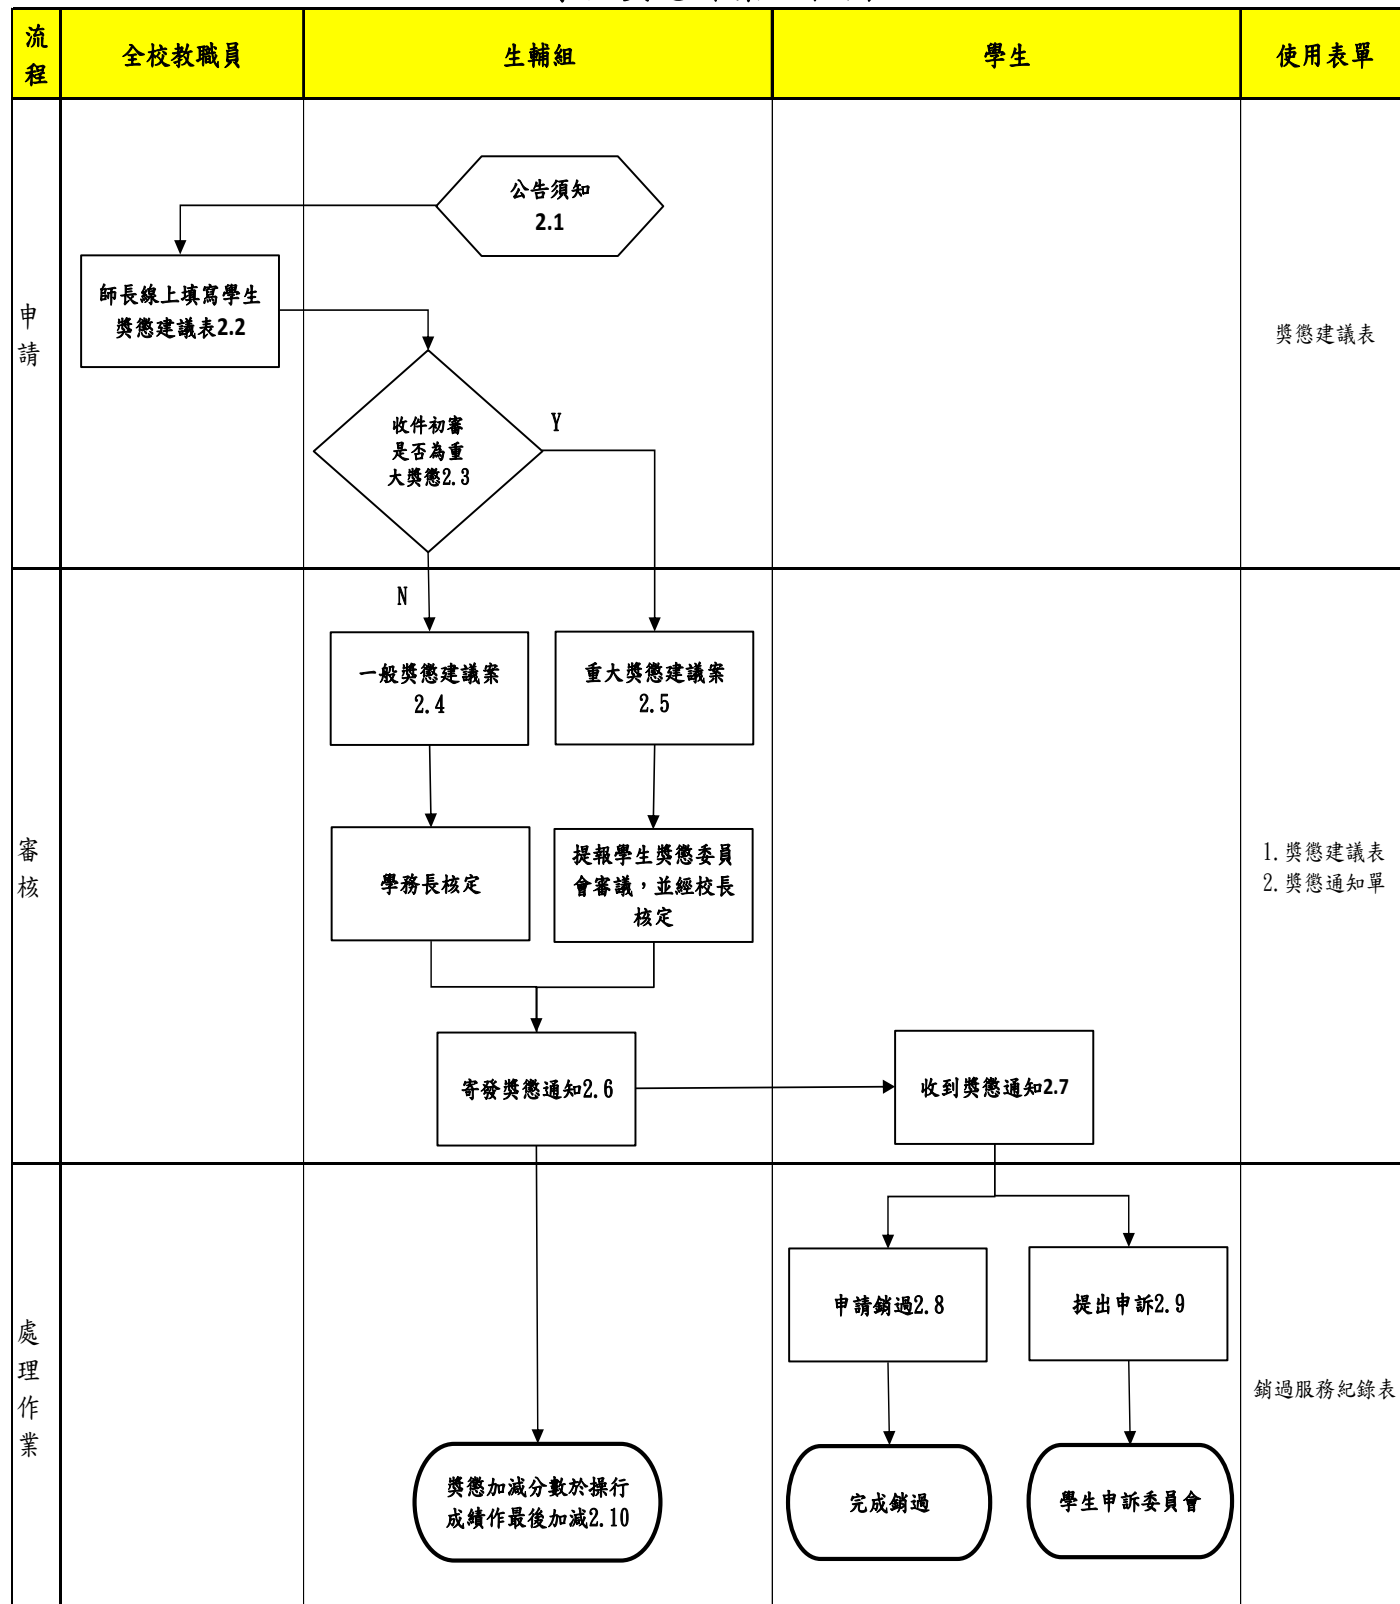 流
程
全校教職員
生輔組
學生
使用表單
公告須知
2.1
師長線上填寫學生
獎懲建議表2.2
申
請
獎懲建議表
收件初審
是否為重
大獎懲2.3
Y
N
一般獎懲建議案
2.4
重大獎懲建議案
2.5
審
核
學務長核定
提報學生獎懲委員
會審議，並經校長
核定
1.獎懲建議表
2.獎懲通知單
寄發獎懲通知2.6
收到獎懲通知2.7
處
理
作
業
申請銷過2.8
提出申訴2.9
銷過服務紀錄表
獎懲加減分數於操行
成績作最後加減2.10
完成銷過
學生申訴委員會